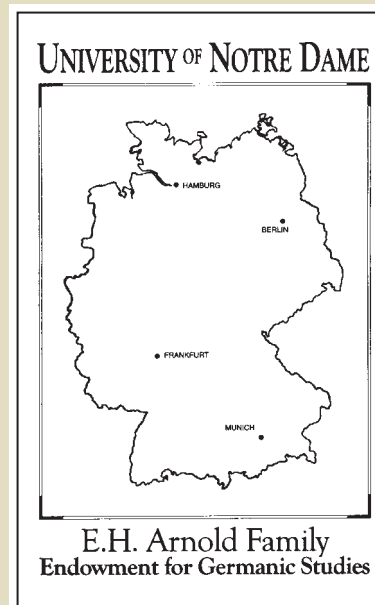 UNIVERSITY OF NOTRE DAME
HAMBURG
BERLIN
FRANKFURT
MUNICH
E.H. Arnold Family
Endowment for Germanic Studies